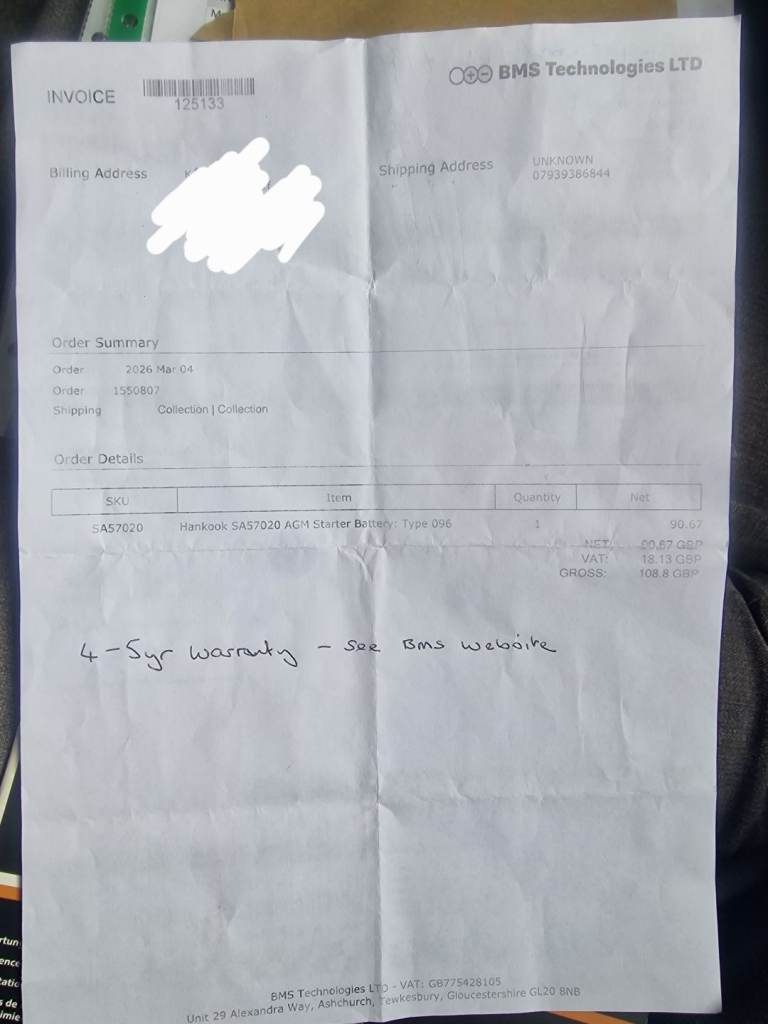 INVOICE
125133
BMS Technologies LTD
Billing Address
Shipping Address
UNKNOWN
07939386844
Order Summary
Order 2026 Mar 04
Order 1550807
Shipping Collection | Collection
Order Details
SKU Item Quantity Net
SA57020 Hankook SA57020 AGM Starter Battery: Type 096 1 90.67
NET: 90.67 GBP
VAT: 18.13 GBP
GROSS: 108.8 GBP
4-5yr warranty - see BMS website
BMS Technologies LTD - VAT: GB775428105
Unit 29 Alexandra Way, Ashchurch, Tewkesbury, Gloucestershire GL20 8NB
rtun
ence
s de